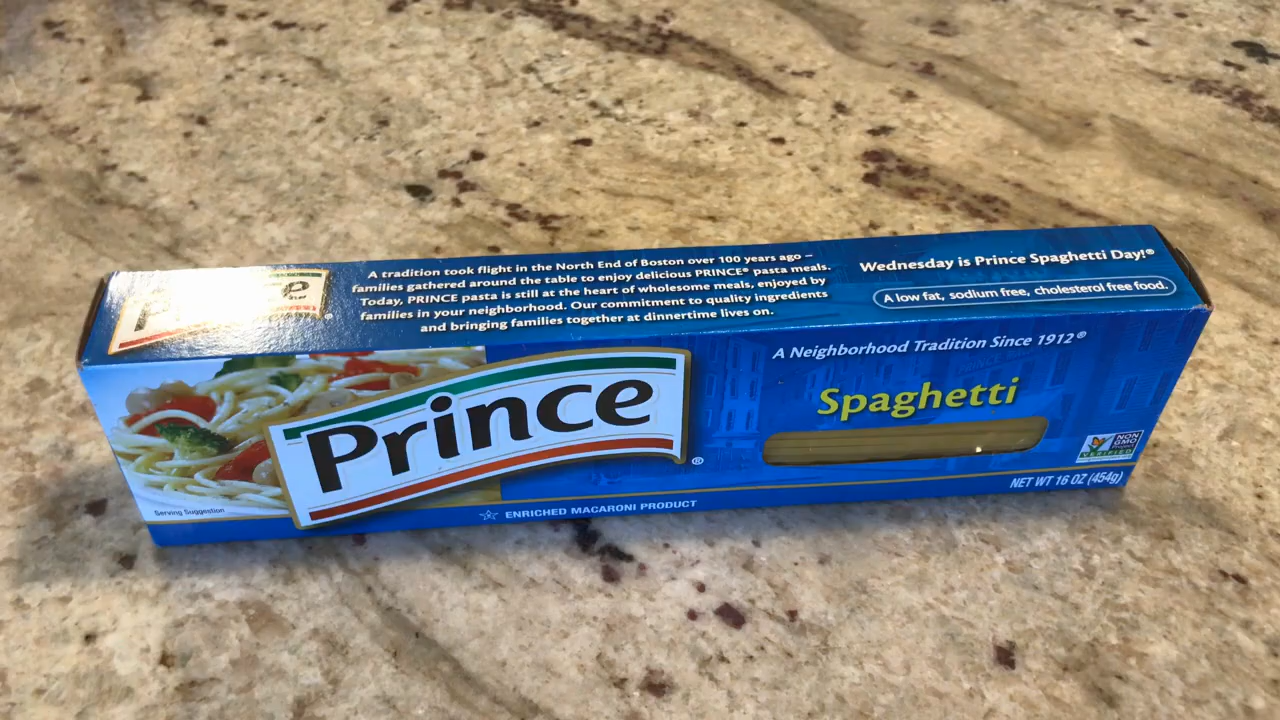 A tradition took flight in the North End of Boston over 100 years ago –
families gathered around the table to enjoy delicious PRINCE® pasta meals.
Today, PRINCE pasta is still at the heart of wholesome meals, enjoyed by
families in your neighborhood. Our commitment to quality ingredients
and bringing families together at dinnertime lives on.
Wednesday is Prince Spaghetti Day!®
A low fat, sodium free, cholesterol free food.
A Neighborhood Tradition Since 1912®
Prince®
Spaghetti
NON
GMO
Project
VERIFIED
NET WT 16 OZ (454g)
Serving Suggestion
ENRICHED MACARONI PRODUCT